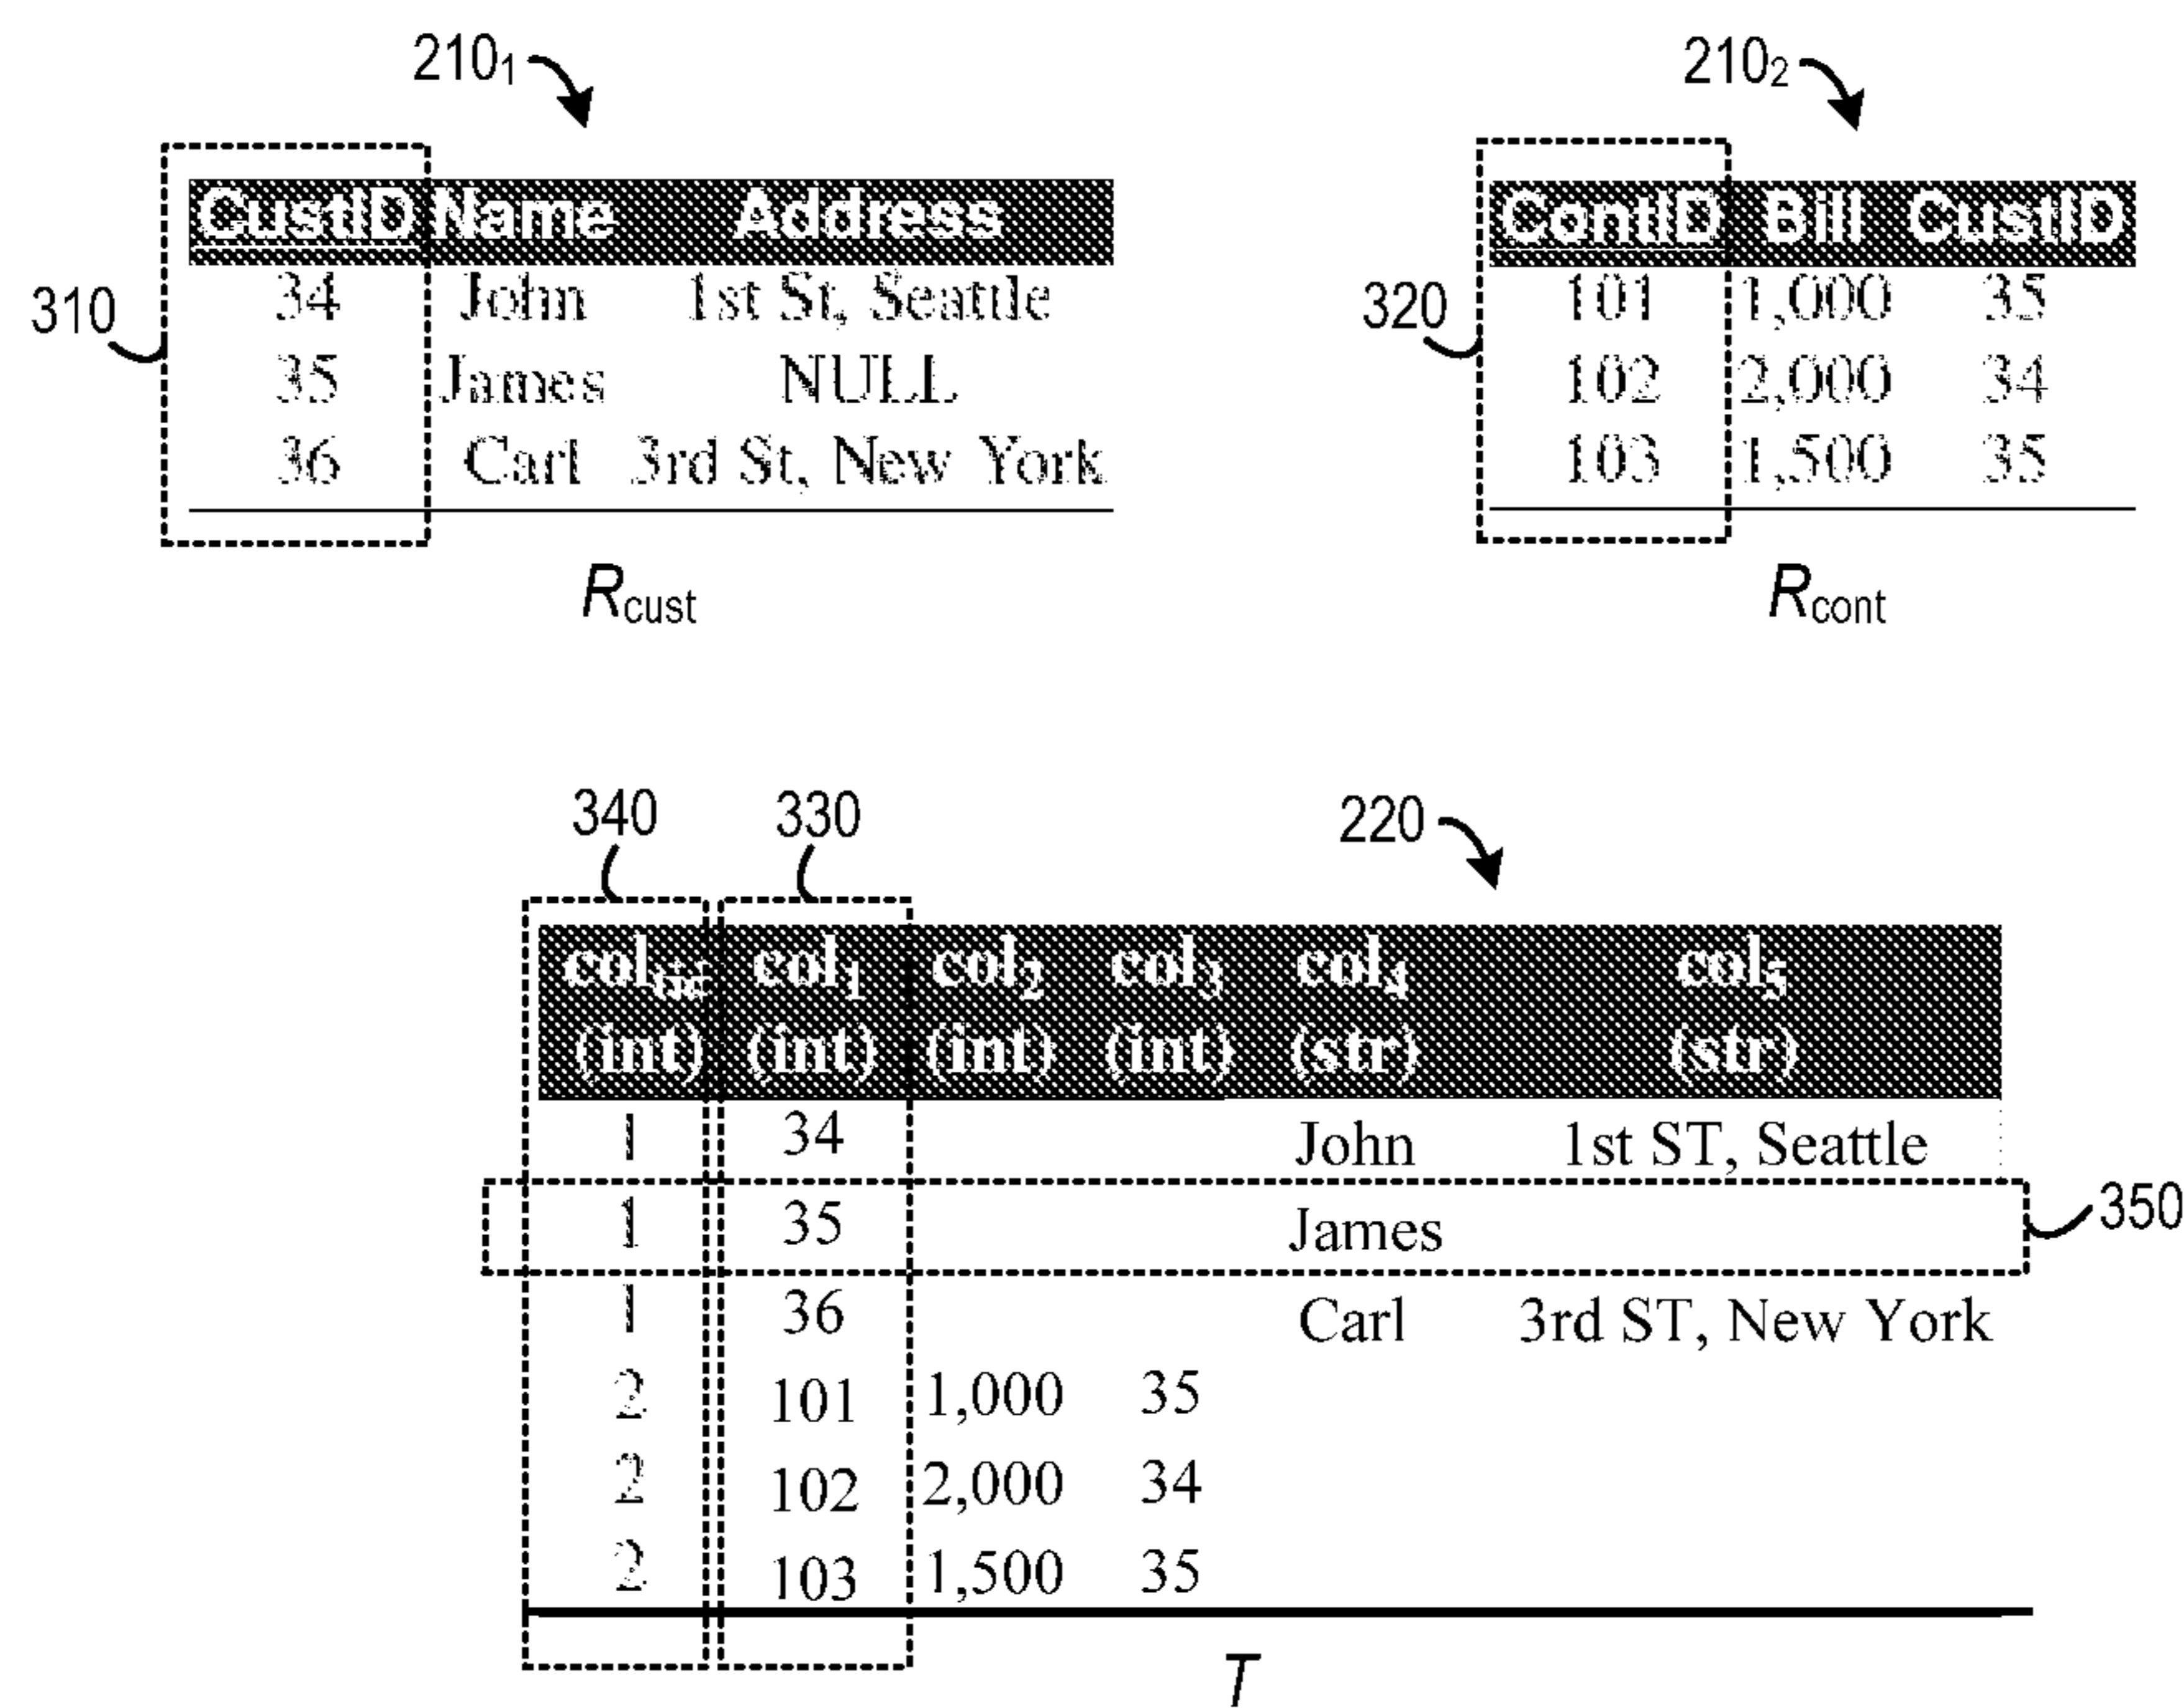 210₁
210₂
CustID Name Address
34 John 1st St, Seattle
35 James NULL
36 Carl 3rd St, New York
310
R cust
ContID Bill CustID
101 1,000 35
102 2,000 34
103 1,500 35
320
R cont
340 330 220
col tid col₁ col₂ col₃ col₄ col₅
(int) (int) (int) (int) (str) (str)
1 34 John 1st ST, Seattle
1 35 James
350
1 36 Carl 3rd ST, New York
2 101 1,000 35
2 102 2,000 34
2 103 1,500 35
T